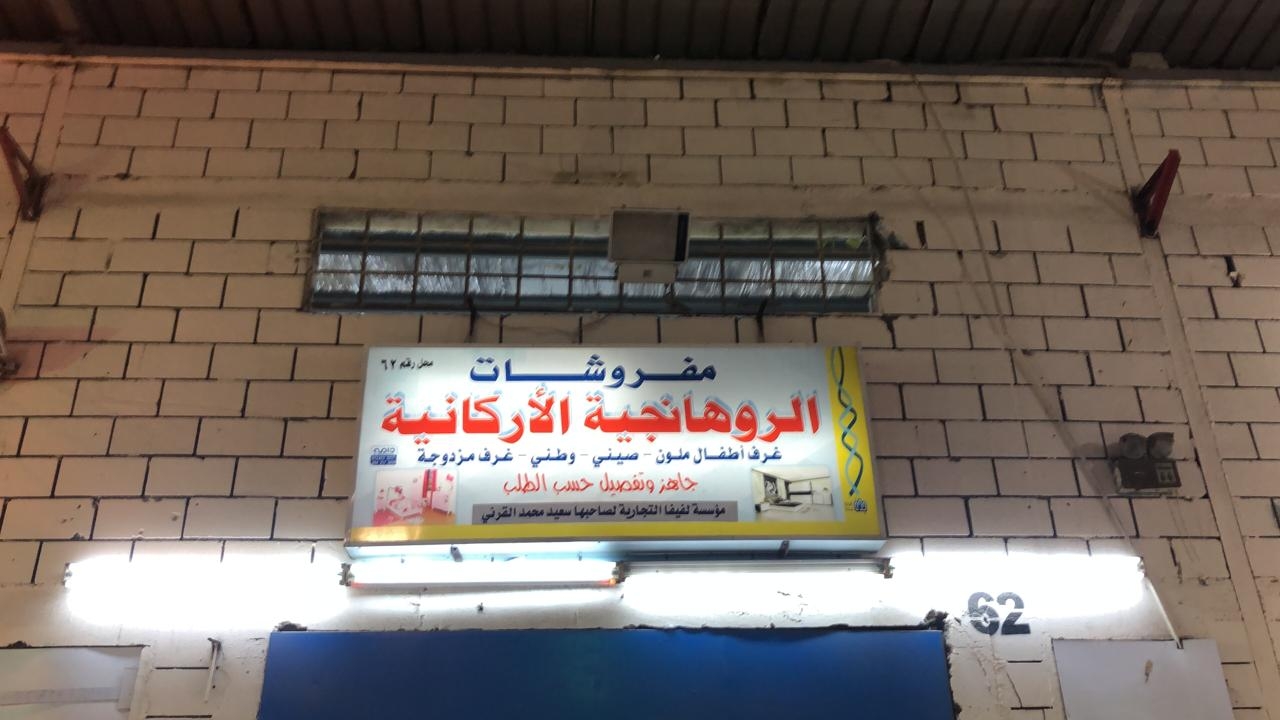 محل رقم ٦٢
مفروشات
الروهانجية الأركانية
غرف أطفال ملون - صيني - وطني - غرف مزدوجة
جاهز وتفصيل حسب الطلب
مؤسسة لفيفا التجارية لصاحبها سعيد محمد القرني
62